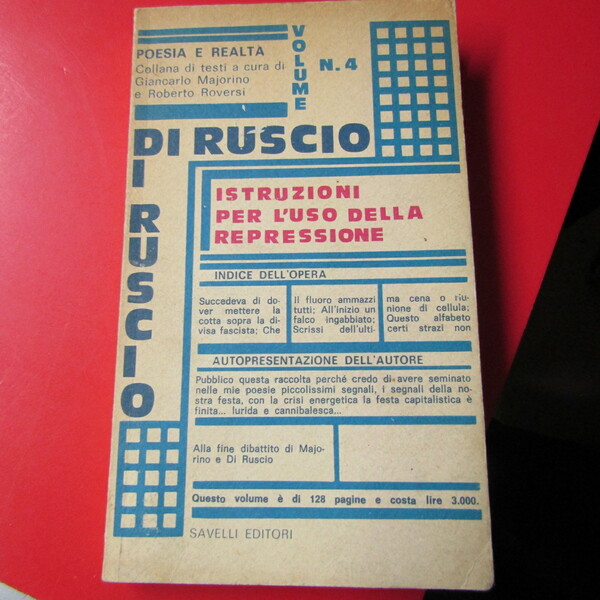 POESIA E REALTÀ
Collana di testi a cura di
Giancarlo Majorino
e Roberto Roversi
VOLUME
N. 4
DI RUSCIO
DI RUSCIO
ISTRUZIONI
PER L'USO DELLA
REPRESSIONE
INDICE DELL'OPERA
Succedeva di do-
ver mettere la
cotta sopra la di-
visa fascista; Che
Il fluoro ammazzi
tutti; All'inizio un
falco ingabbiato;
Scrissi dell'ulti-
ma cena o riu-
nione di cellula;
Questo alfabeto
certi strazi non
AUTOPRESENTAZIONE DELL'AUTORE
Pubblico questa raccolta perché credo di avere seminato
nelle mie poesie piccolissimi segnali, i segnali della no-
stra festa, con la crisi energetica la festa capitalistica è
finita... lurida e cannibalesca...
Alla fine dibattito di Majo-
rino e Di Ruscio
Questo volume è di 128 pagine e costa lire 3.000.
SAVELLI EDITORI